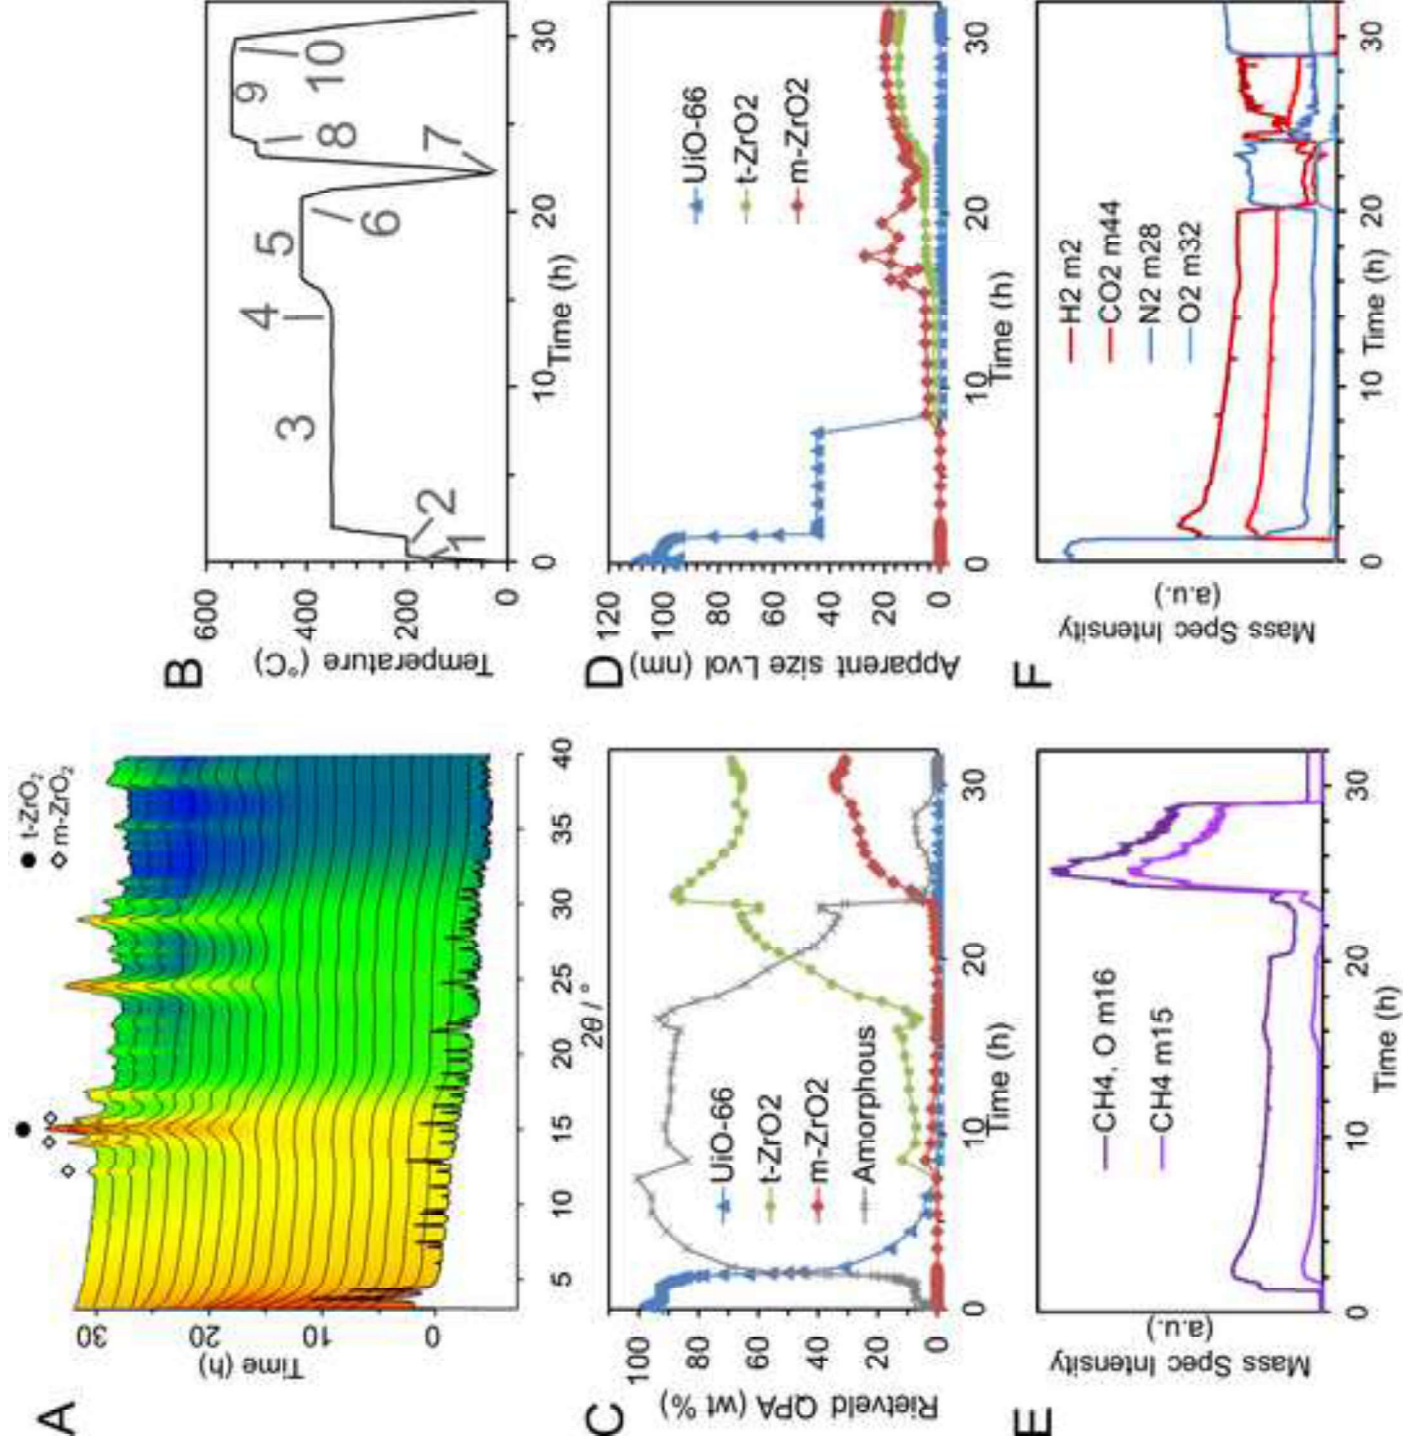 A
● t-ZrO₂
◇ m-ZrO₂
Time (h)
0 10 20 30
5 10 15 20 25 30 35 40
2θ / °
B
Temperature (°C)
0 200 400 600
1 2 3 4 5 6 7 8 9 10
0 10 20 30
Time (h)
C
Rietveld QPA (wt %)
0 20 40 60 80 100
UiO-66
t-ZrO2
m-ZrO2
Amorphous
0 10 20 30
Time (h)
D
Apparent size Lvol (nm)
0 20 40 60 80 100 120
UiO-66
t-ZrO2
m-ZrO2
0 10 20 30
Time (h)
E
Mass Spec Intensity
(a.u.)
CH4, O m16
CH4 m15
0 10 20 30
Time (h)
F
Mass Spec Intensity
(a.u.)
H2 m2
CO2 m44
N2 m28
O2 m32
0 10 20 30
Time (h)